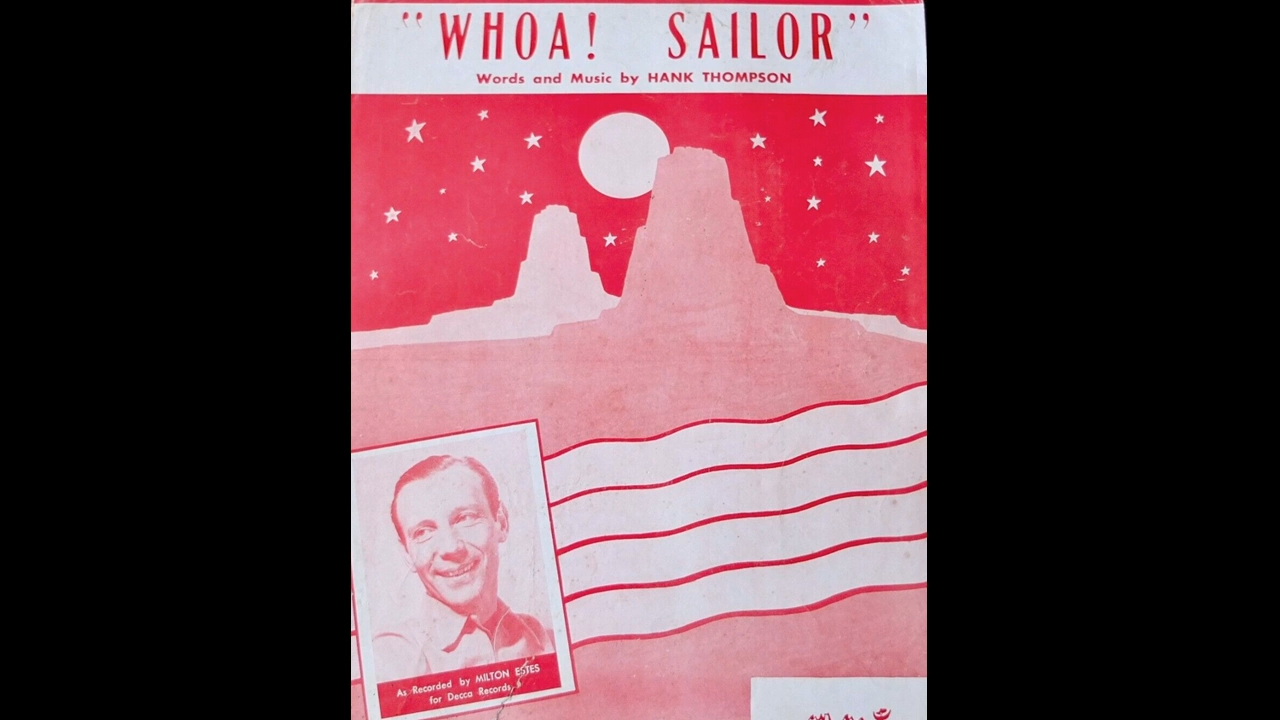 “WHOA! SAILOR”
Words and Music by HANK THOMPSON
As Recorded by MILTON ESTES
for Decca Records